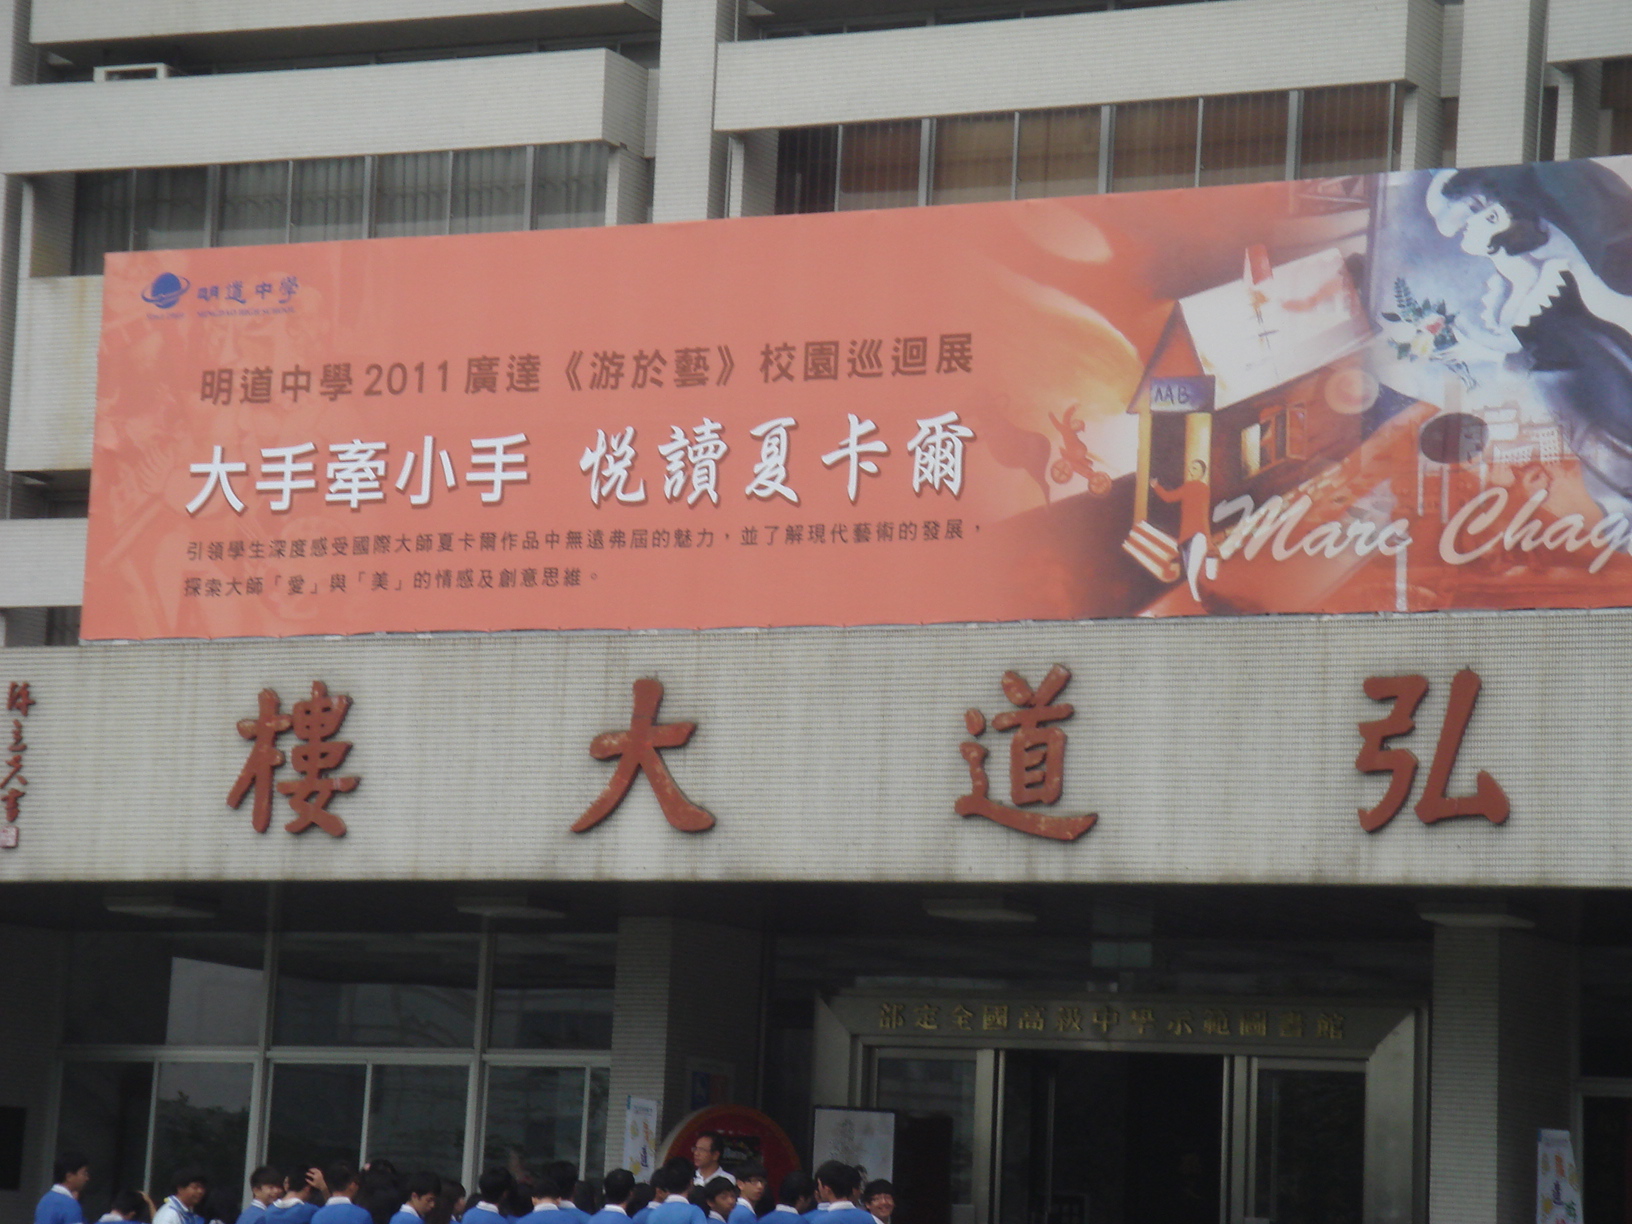 明道中學
MINGDAO HIGH SCHOOL
明道中學2011廣達《游於藝》校園巡迴展
大手牽小手 悅讀夏卡爾
引領學生深度感受國際大師夏卡爾作品中無遠弗屆的魅力，並了解現代藝術的發展，
探索大師「愛」與「美」的情感及創意思維。
Marc Chag
樓大道弘
部定全國高級中學示範圖書館